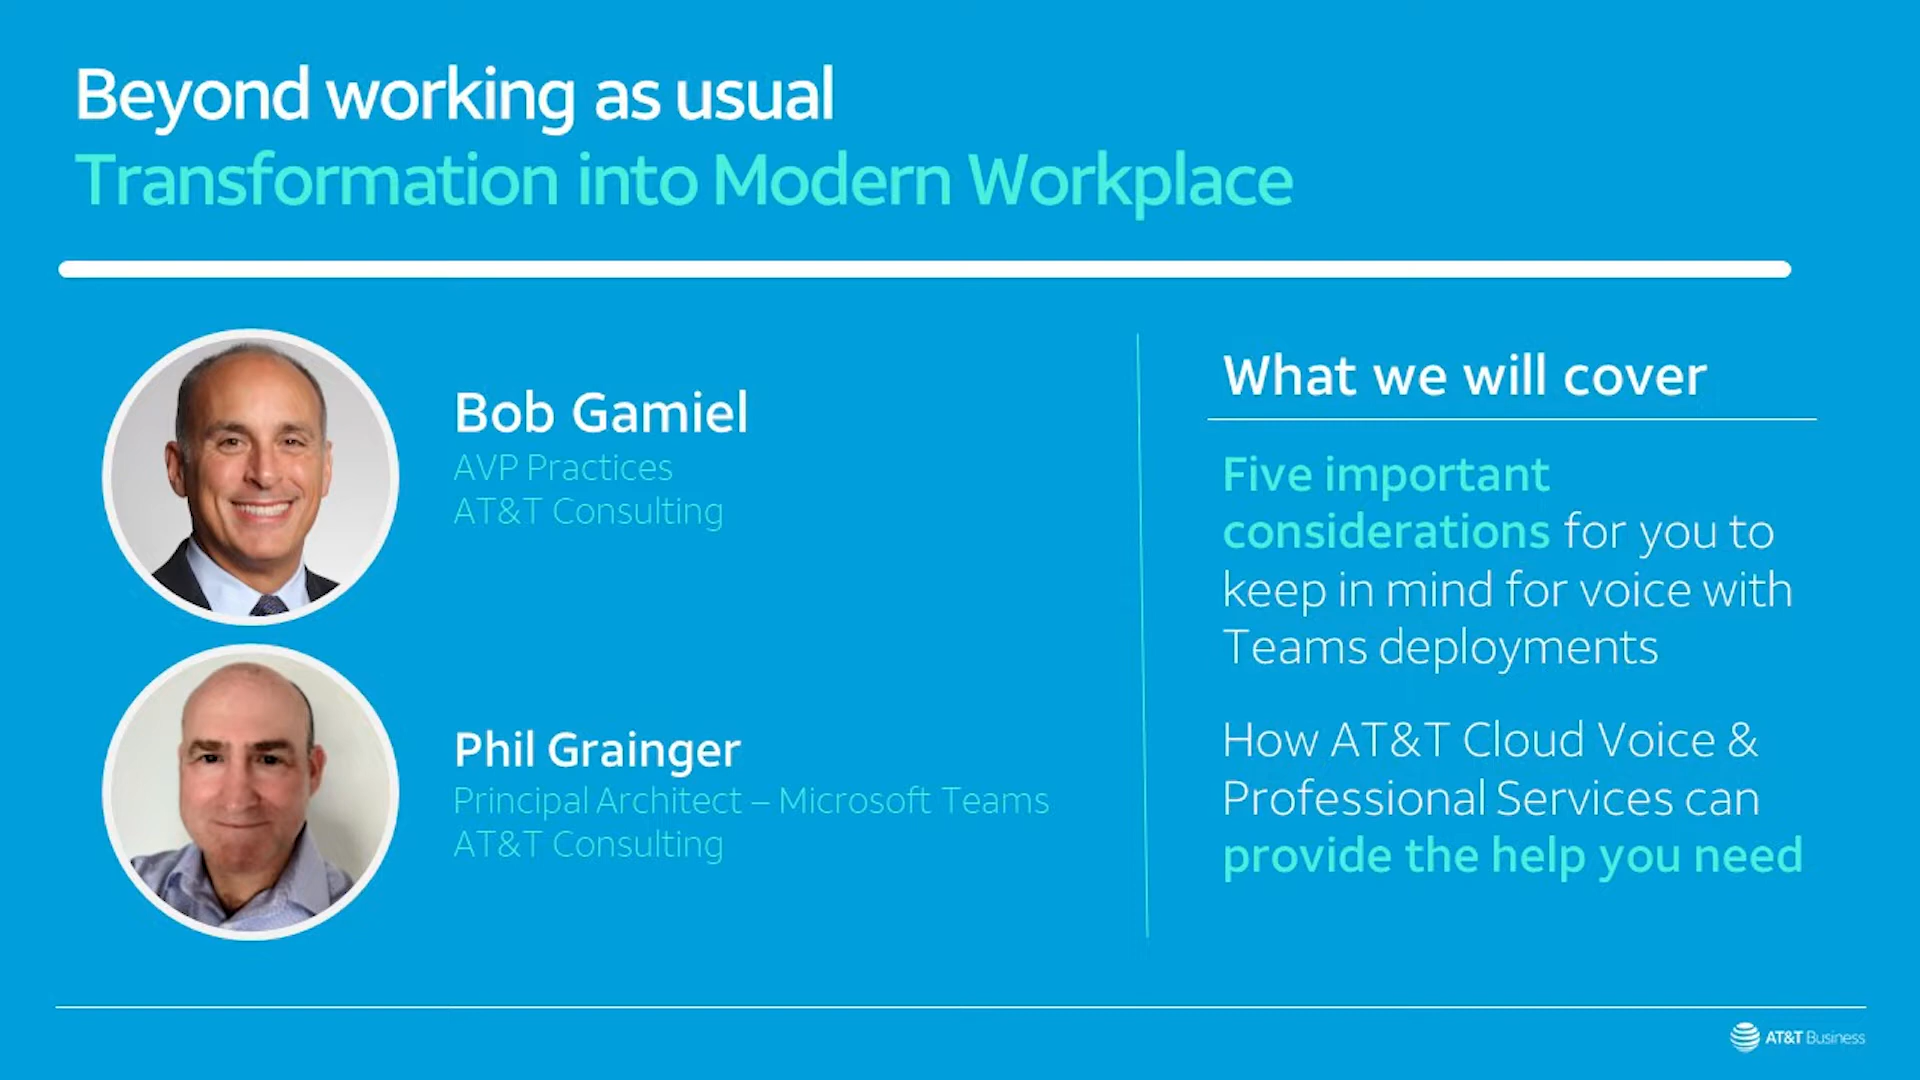 Beyond working as usual
Transformation into Modern Workplace
Bob Gamiel
AVP Practices
AT&T Consulting
Phil Grainger
Principal Architect – Microsoft Teams
AT&T Consulting
What we will cover
Five important
considerations for you to
keep in mind for voice with
Teams deployments
How AT&T Cloud Voice &
Professional Services can
provide the help you need
AT&T Business